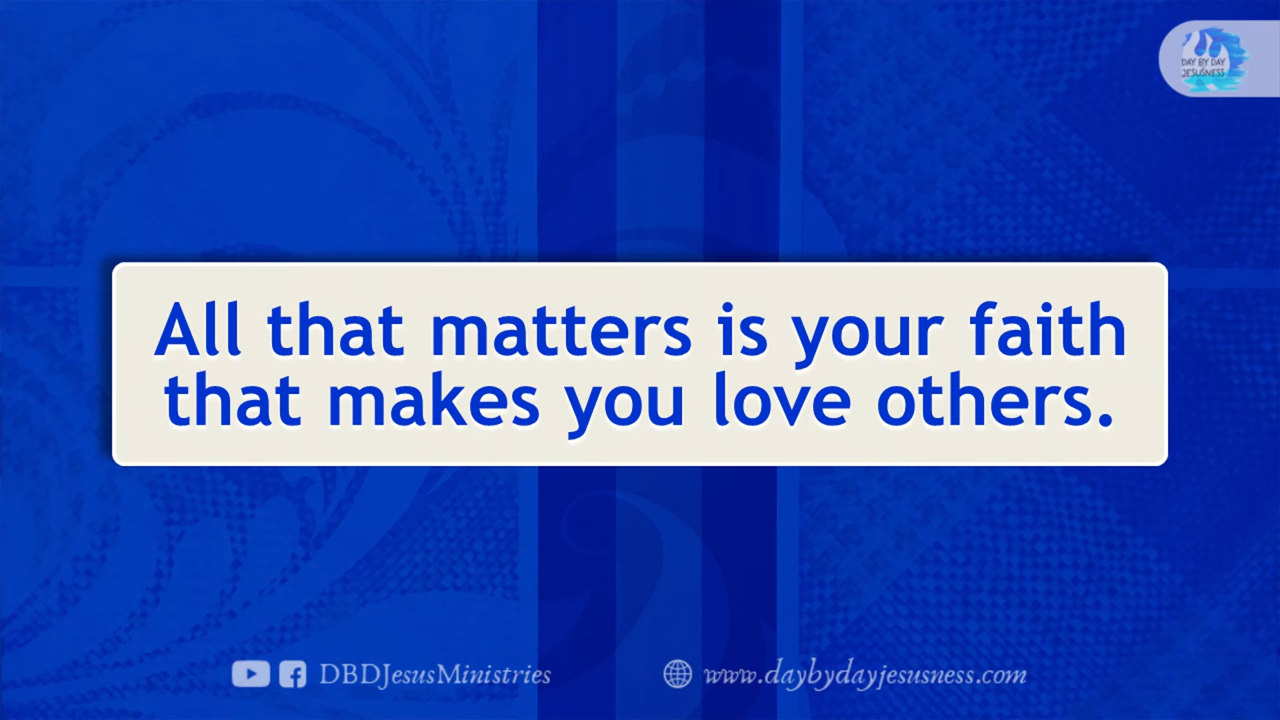 DAY BY DAY
JESUSNESS
All that matters is your faith
that makes you love others.
DBDJesusMinistries
www.daybydayjesusness.com